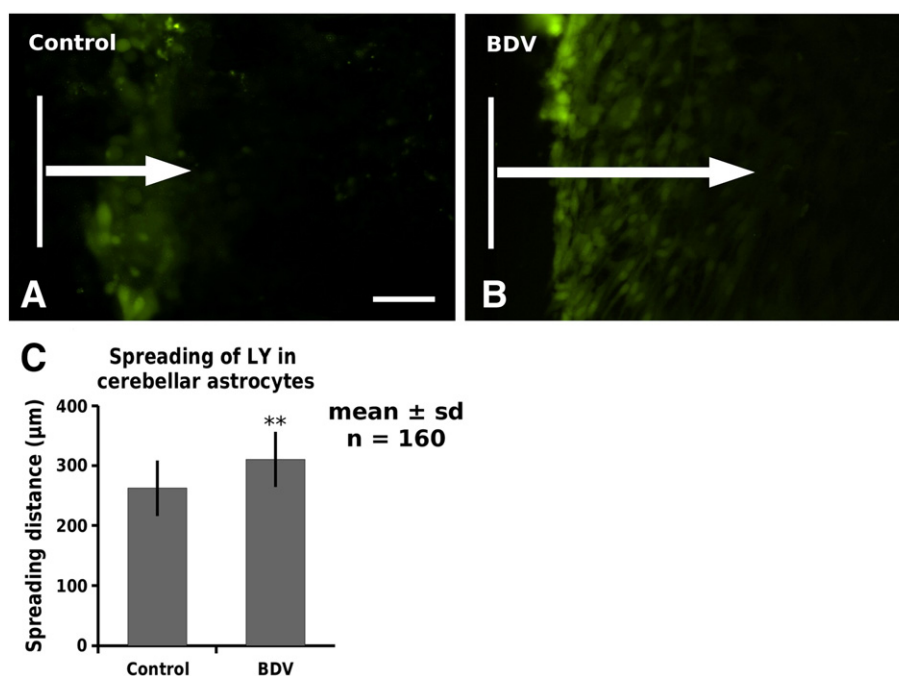 Control
A
BDV
B
C
Spreading of LY in
cerebellar astrocytes
mean ± sd
n = 160
Spreading distance (µm)
400
300
200
100
0
**
Control
BDV